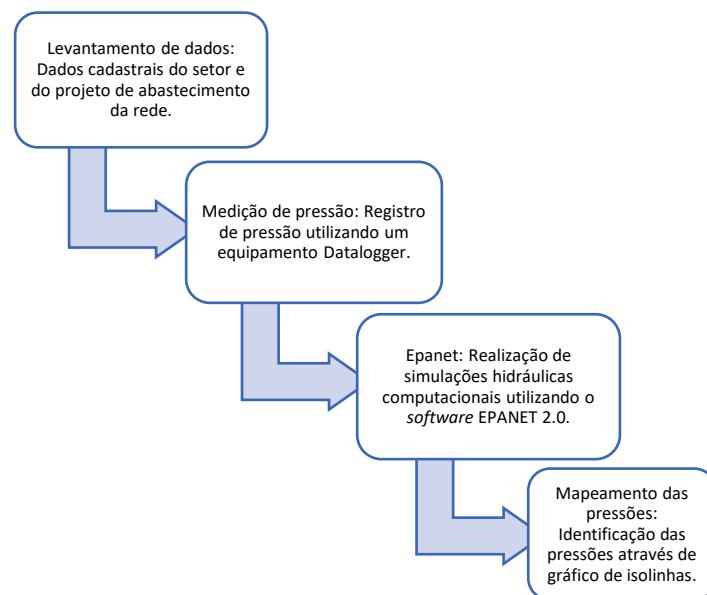 Levantamento de dados:
Dados cadastrais do setor e
do projeto de abastecimento
da rede.
Medição de pressão: Registro
de pressão utilizando um
equipamento Datalogger.
Epanet: Realização de
simulações hidráulicas
computacionais utilizando o
software EPANET 2.0.
Mapeamento das
pressões:
Identificação das
pressões através de
gráfico de isolinhas.